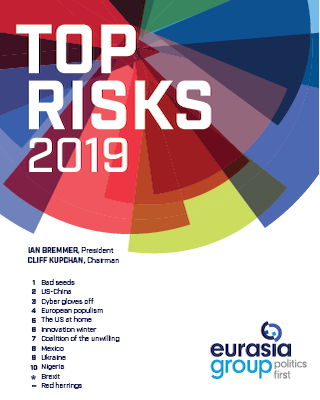 TOP
RISKS
2019
IAN BREMMER, President
CLIFF KUPCHAN, Chairman
1 Bad seeds
2 US-China
3 Cyber gloves off
4 European populism
5 The US at home
6 Innovation winter
7 Coalition of the unwilling
8 Mexico
9 Ukraine
10 Nigeria
* Brexit
– Red herrings
eurasia
group politics
first